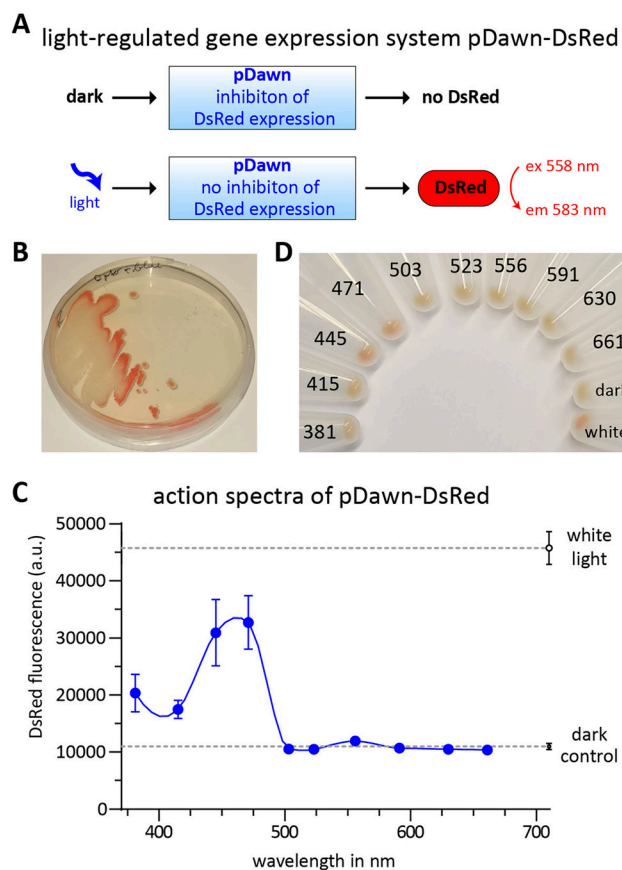 A
light-regulated gene expression system pDawn-DsRed
dark
pDawn
inhibiton of
DsRed expression
no DsRed
light
pDawn
no inhibiton of
DsRed expression
DsRed
ex 558 nm
em 583 nm
B
D
381
415
445
471
503
523
556
591
630
661
dark
white
C
action spectra of pDawn-DsRed
DsRed fluorescence (a.u.)
50000
40000
30000
20000
10000
0
400
500
600
700
wavelength in nm
white
light
dark
control